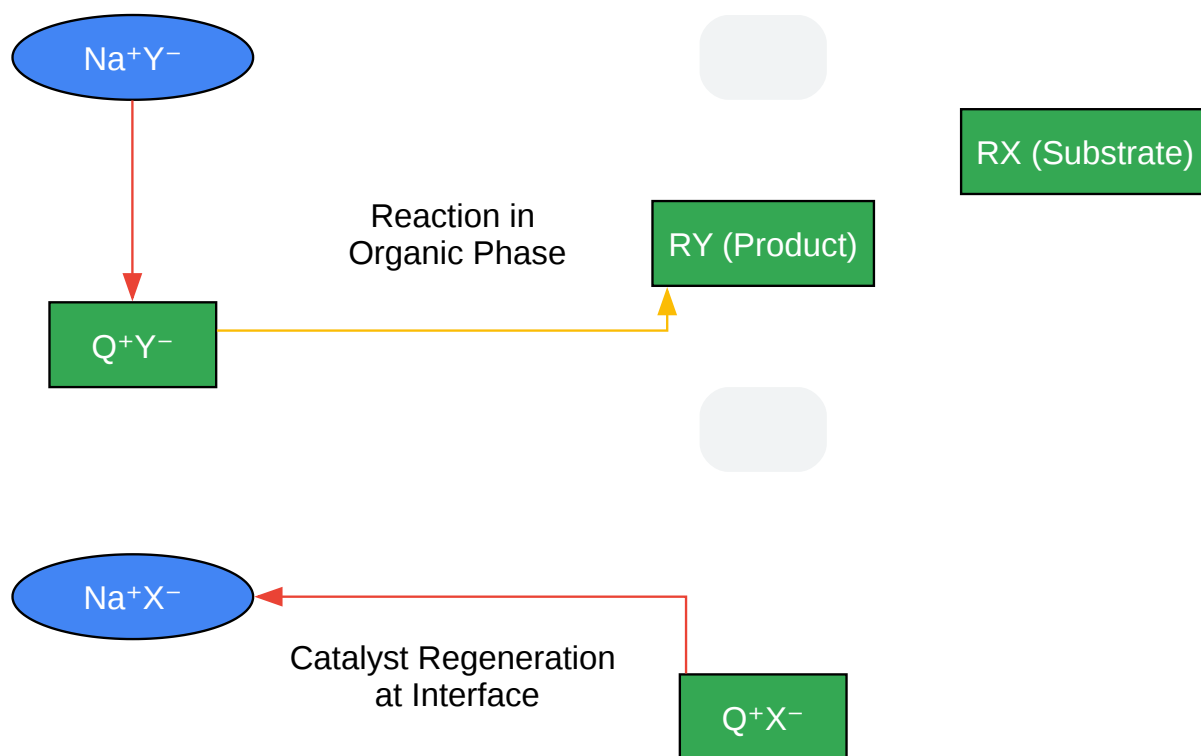 Na⁺Y⁻
RX (Substrate)
Reaction in
Organic Phase
RY (Product)
Q⁺Y⁻
Na⁺X⁻
Catalyst Regeneration
at Interface
Q⁺X⁻